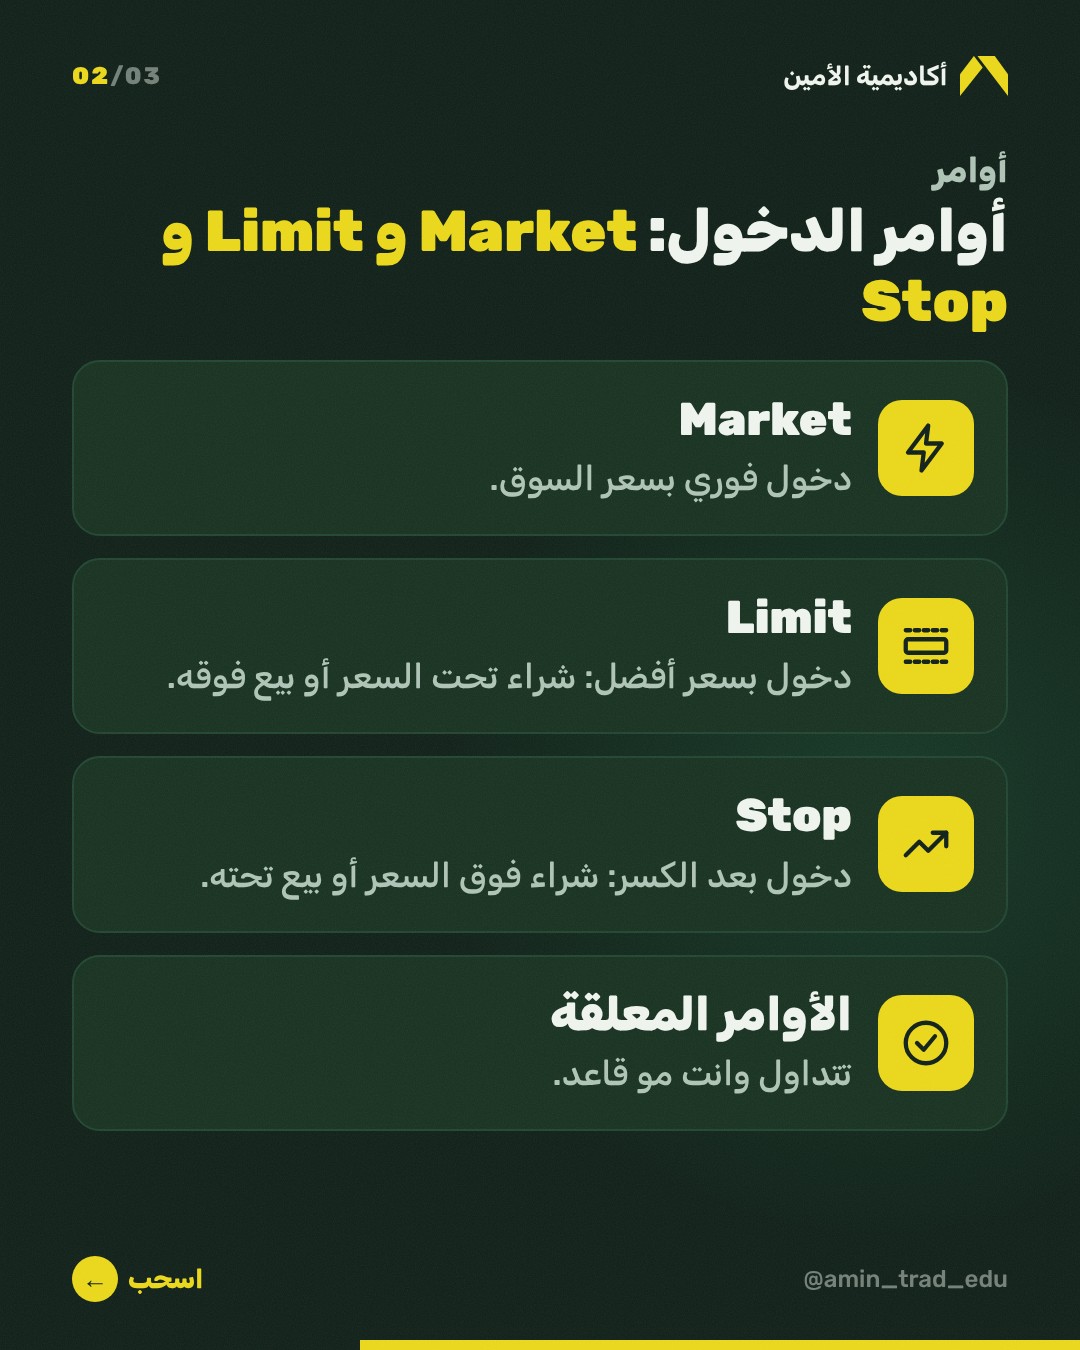 أكاديمية الأمين
02/03
أوامر
أوامر الدخول: Market و Limit و
Stop
Market
دخول فوري بسعر السوق.
Limit
دخول بسعر أفضل: شراء تحت السعر أو بيع فوقه.
Stop
دخول بعد الكسر: شراء فوق السعر أو بيع تحته.
الأوامر المعلقة
تتداول وانت مو قاعد.
@amin_trad_edu
اسحب ←